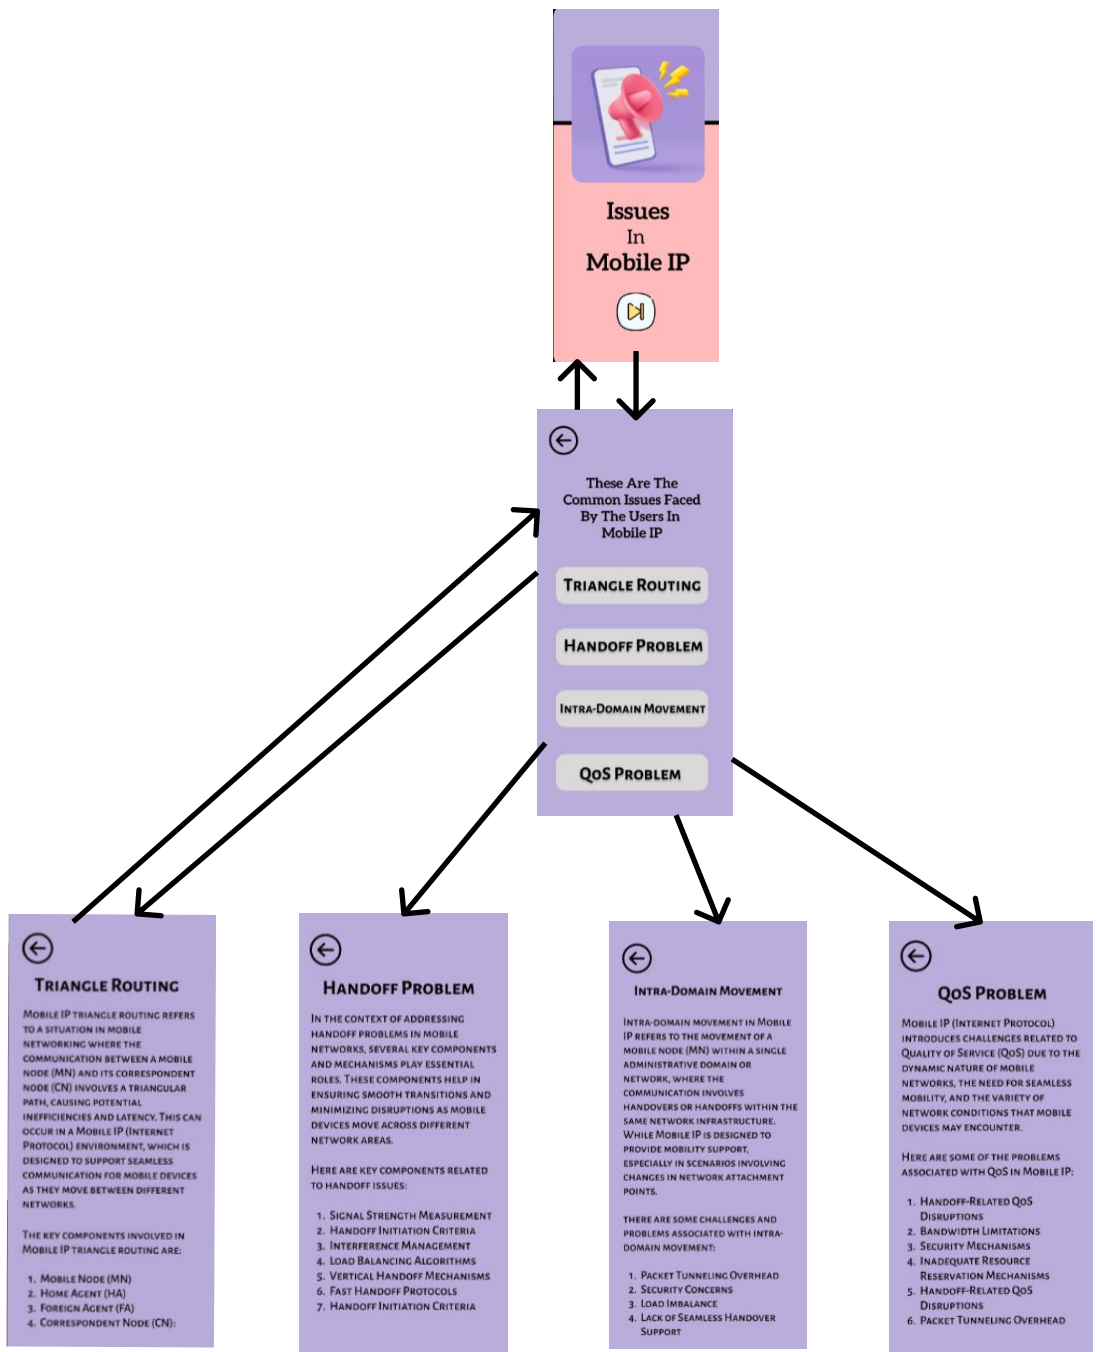 Issues
In
Mobile IP
These Are The
Common Issues Faced
By The Users In
Mobile IP
Triangle Routing
Handoff Problem
Intra-Domain Movement
QoS Problem
Triangle Routing
Mobile IP triangle routing refers
to a situation in mobile
networking where the
communication between a mobile
node (MN) and its correspondent
node (CN) involves a triangular
path, causing potential
inefficiencies and latency. This can
occur in a Mobile IP (Internet
Protocol) environment, which is
designed to support seamless
communication for mobile devices
as they move between different
networks.
The key components involved in
Mobile IP triangle routing are:
1. Mobile Node (MN)
2. Home Agent (HA)
3. Foreign Agent (FA)
4. Correspondent Node (CN):
Handoff Problem
In the context of addressing
handoff problems in mobile
networks, several key components
and mechanisms play essential
roles. These components help in
ensuring smooth transitions and
minimizing disruptions as mobile
devices move across different
network areas.
Here are key components related
to handoff issues:
1. Signal Strength Measurement
2. Handoff Initiation Criteria
3. Interference Management
4. Load Balancing Algorithms
5. Vertical Handoff Mechanisms
6. Fast Handoff Protocols
7. Handoff Initiation Criteria
Intra-Domain Movement
Intra-domain movement in Mobile
IP refers to the movement of a
mobile node (MN) within a single
administrative domain or
network, where the
communication involves
handovers or handoffs within the
same network infrastructure.
While Mobile IP is designed to
provide mobility support,
especially in scenarios involving
changes in network attachment
points.
there are some challenges and
problems associated with intra-
domain movement:
1. Packet Tunneling Overhead
2. Security Concerns
3. Load Imbalance
4. Lack of Seamless Handover
Support
QoS Problem
Mobile IP (Internet Protocol)
introduces challenges related to
Quality of Service (QoS) due to the
dynamic nature of mobile
networks, the need for seamless
mobility, and the variety of
network conditions that mobile
devices may encounter.
Here are some of the problems
associated with QoS in Mobile IP:
1. Handoff-Related QoS
Disruptions
2. Bandwidth Limitations
3. Security Mechanisms
4. Inadequate Resource
Reservation Mechanisms
5. Handoff-Related QoS
Disruptions
6. Packet Tunneling Overhead